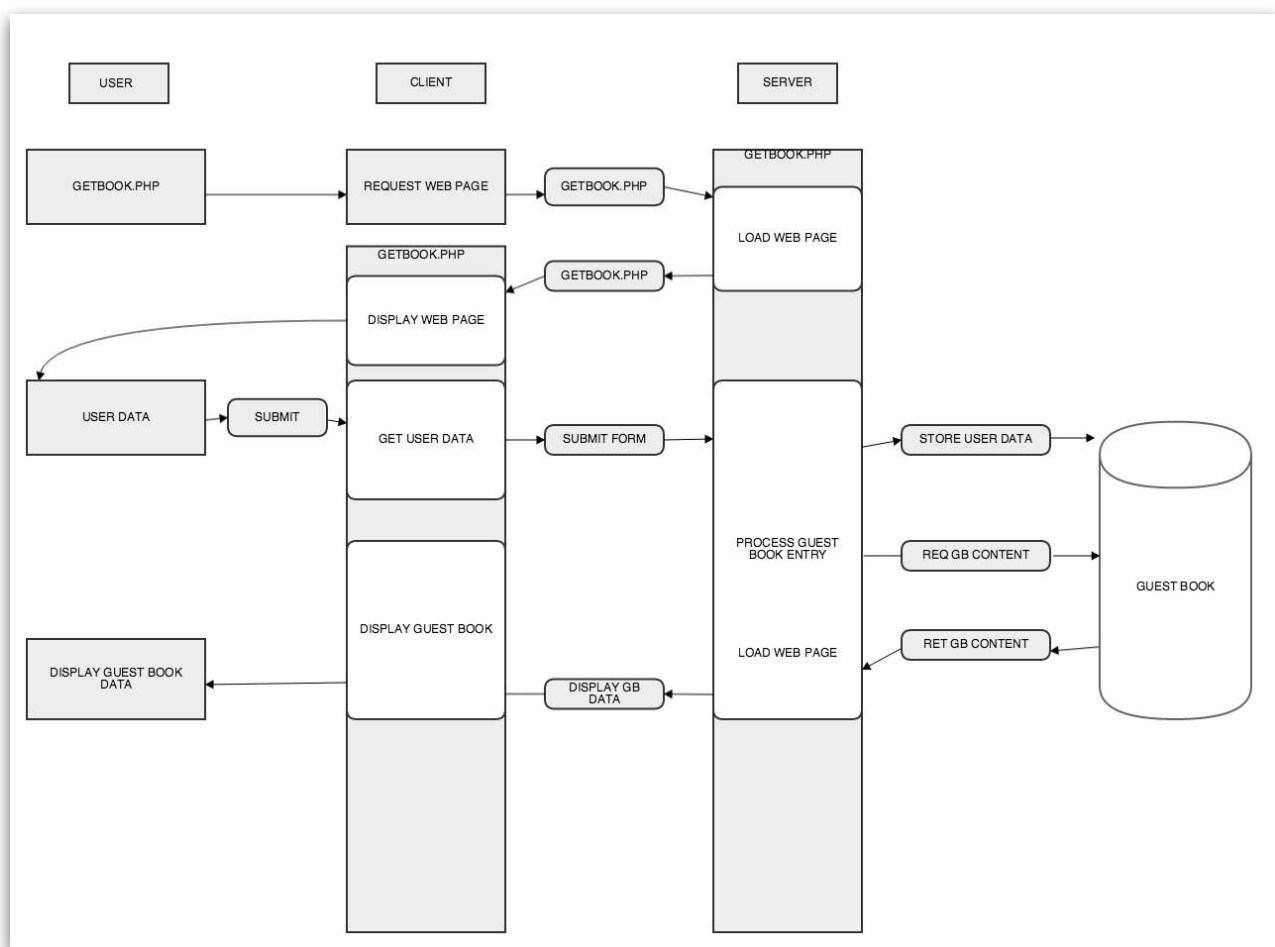 USER
CLIENT
SERVER
GETBOOK.PHP
REQUEST WEB PAGE
GETBOOK.PHP
GETBOOK.PHP
LOAD WEB PAGE
GETBOOK.PHP
GETBOOK.PHP
DISPLAY WEB PAGE
USER DATA
SUBMIT
GET USER DATA
SUBMIT FORM
STORE USER DATA
PROCESS GUEST
BOOK ENTRY
REQ GB CONTENT
GUEST BOOK
DISPLAY GUEST BOOK
LOAD WEB PAGE
RET GB CONTENT
DISPLAY GUEST BOOK
DATA
DISPLAY GB
DATA